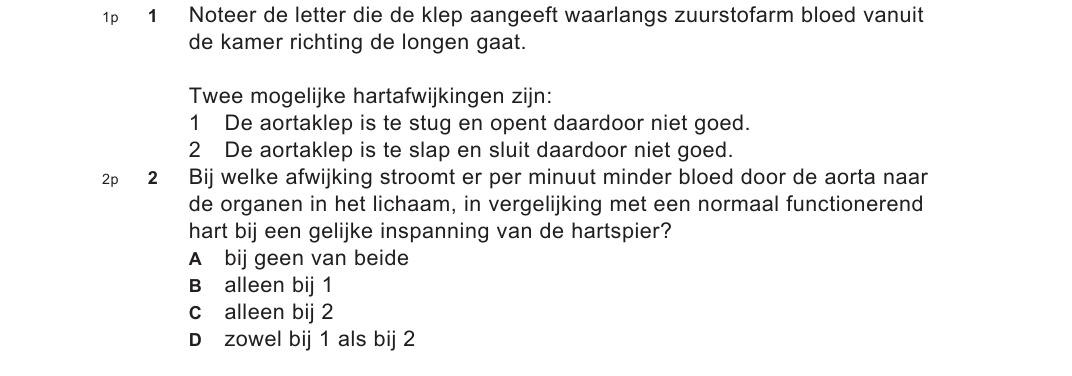 1p 1 Noteer de letter die de klep aangeeft waarlangs zuurstofarm bloed vanuit
de kamer richting de longen gaat.
Twee mogelijke hartafwijkingen zijn:
1 De aortaklep is te stug en opent daardoor niet goed.
2 De aortaklep is te slap en sluit daardoor niet goed.
2p 2 Bij welke afwijking stroomt er per minuut minder bloed door de aorta naar
de organen in het lichaam, in vergelijking met een normaal functionerend
hart bij een gelijke inspanning van de hartspier?
A bij geen van beide
B alleen bij 1
C alleen bij 2
D zowel bij 1 als bij 2